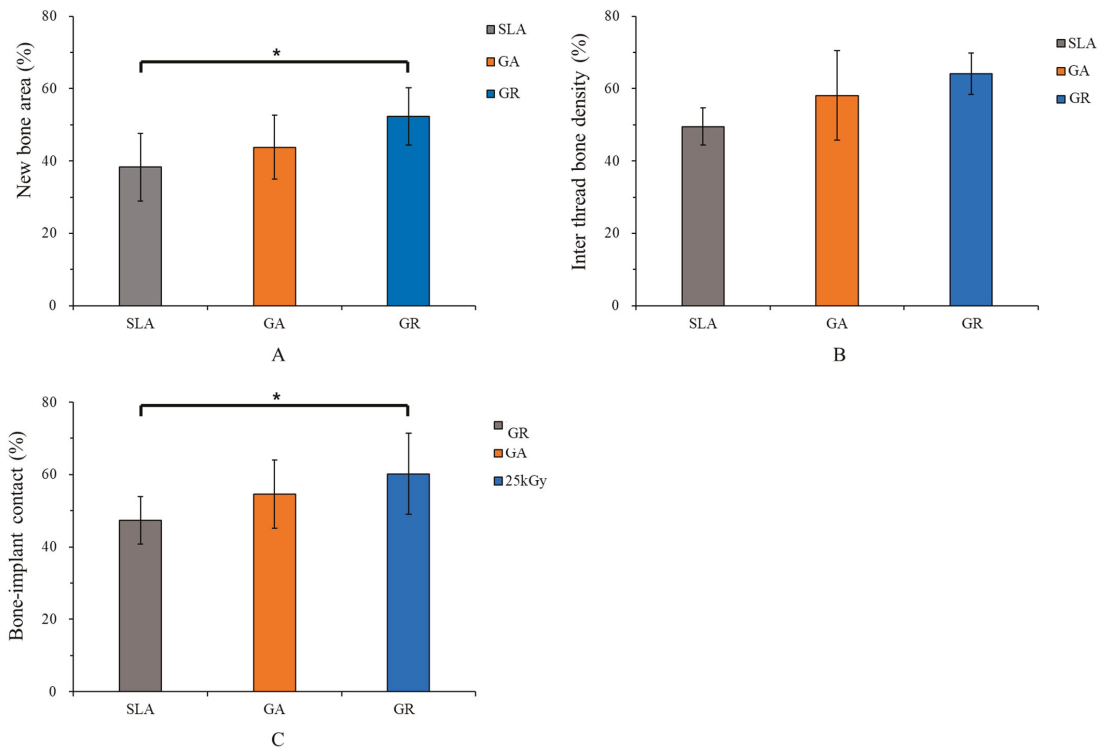 New bone area (%)
80
60
40
20
0
*
SLA
GA
GR
SLA
GA
GR
A
Inter thread bone density (%)
80
60
40
20
0
SLA
GA
GR
SLA
GA
GR
B
Bone-implant contact (%)
80
60
40
20
0
*
GR
GA
25kGy
SLA
GA
GR
C